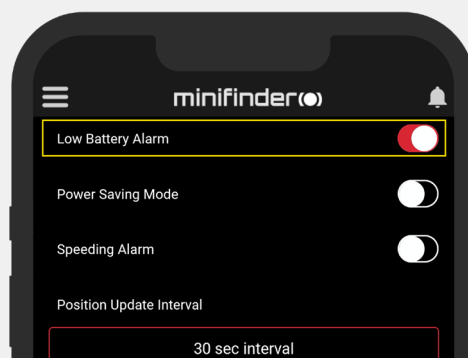 minifinder
Low Battery Alarm
Power Saving Mode
Speeding Alarm
Position Update Interval
30 sec interval